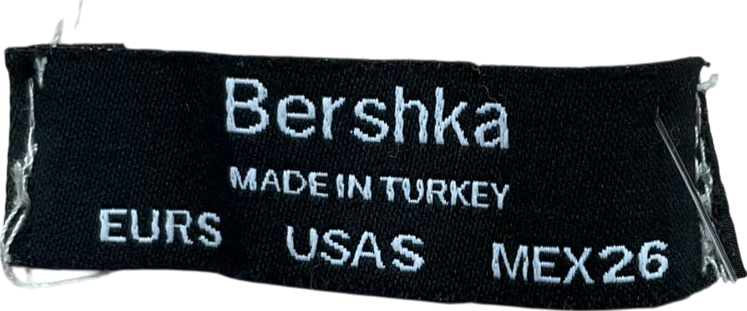 Bershka
MADE IN TURKEY
EURS USAS MEX26